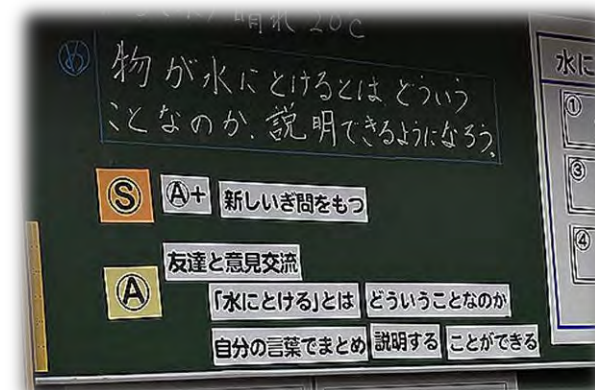 晴れ 20℃
め 物が水にとけるとは どういう
ことなのか、説明できるようになろう。
S A+ 新しいぎ問をもつ
A 友達と意見交流
「水にとける」とは どういうことなのか
自分の言葉でまとめ 説明する ことができる
水に
①
③
④